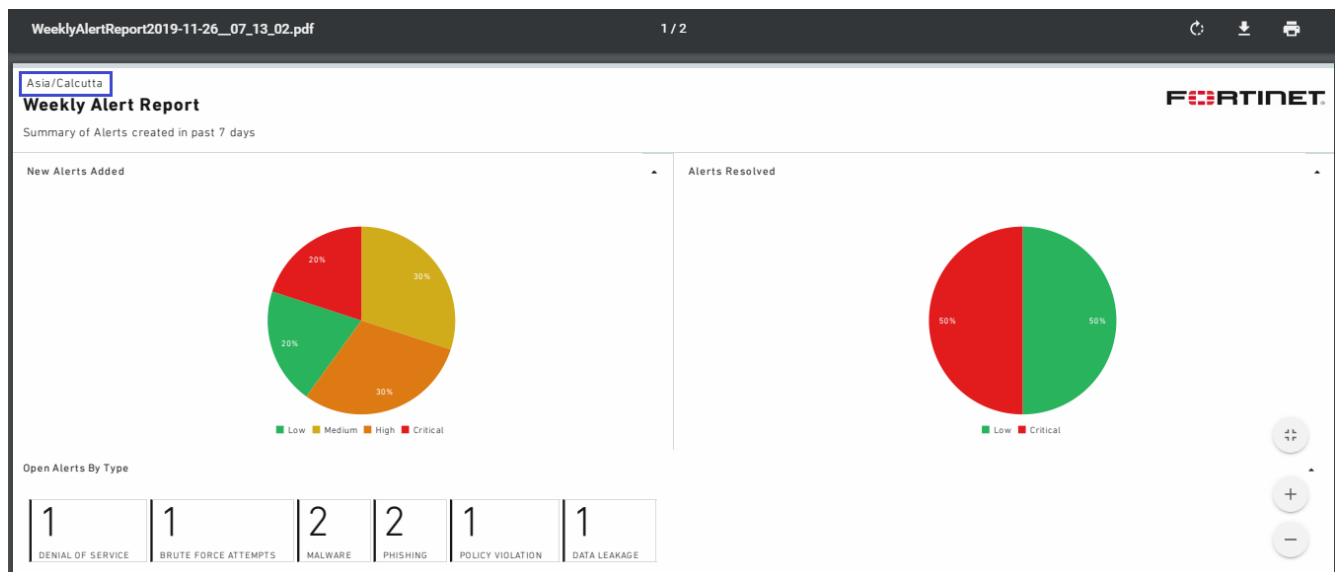 WeeklyAlertReport2019-11-26__07_13_02.pdf
1 / 2
Asia/Calcutta
Weekly Alert Report
FORTINET
Summary of Alerts created in past 7 days
New Alerts Added
20%
30%
20%
30%
Low Medium High Critical
Alerts Resolved
50%
50%
Low Critical
Open Alerts By Type
1
DENIAL OF SERVICE
1
BRUTE FORCE ATTEMPTS
2
MALWARE
2
PHISHING
1
POLICY VIOLATION
1
DATA LEAKAGE